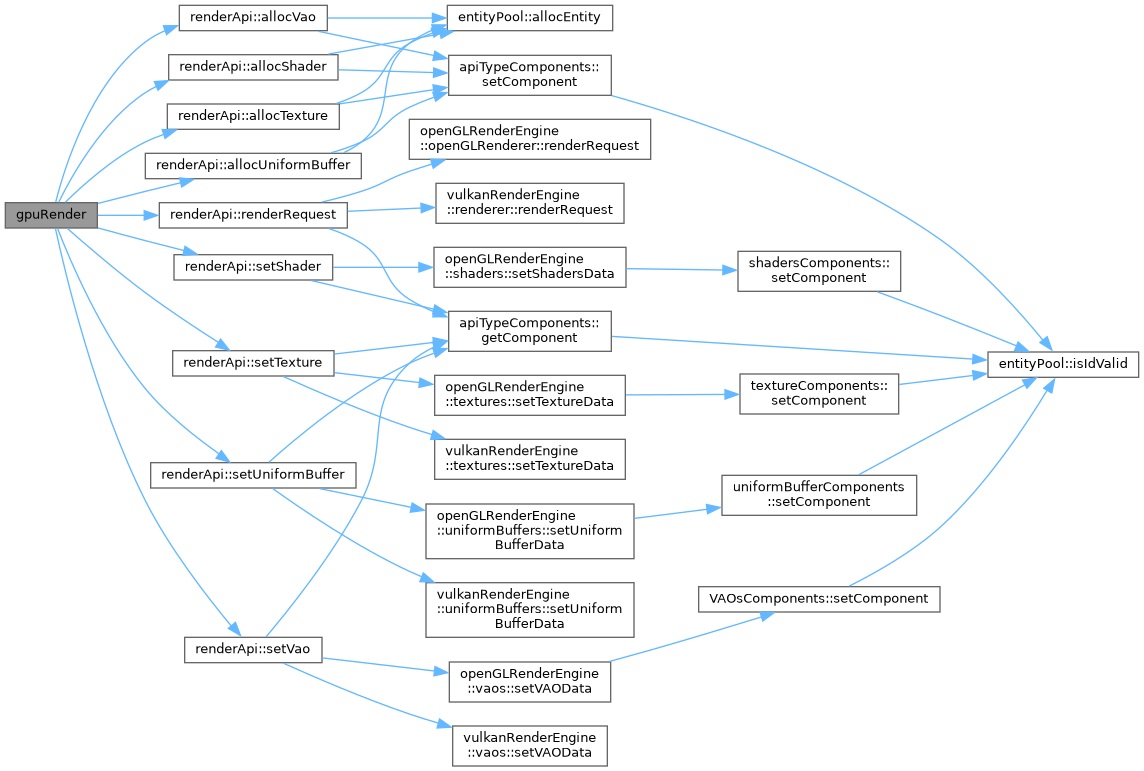 gpuRender
renderApi::allocVao
renderApi::allocShader
renderApi::allocTexture
renderApi::allocUniformBuffer
renderApi::renderRequest
renderApi::setShader
renderApi::setTexture
renderApi::setUniformBuffer
renderApi::setVao
entityPool::allocEntity
apiTypeComponents::
setComponent
openGLRenderEngine
::openGLRenderer::renderRequest
vulkanRenderEngine
::renderer::renderRequest
openGLRenderEngine
::shaders::setShadersData
apiTypeComponents::
getComponent
openGLRenderEngine
::textures::setTextureData
vulkanRenderEngine
::textures::setTextureData
openGLRenderEngine
::uniformBuffers::setUniform
BufferData
vulkanRenderEngine
::uniformBuffers::setUniform
BufferData
openGLRenderEngine
::vaos::setVAOData
vulkanRenderEngine
::vaos::setVAOData
shadersComponents::
setComponent
textureComponents::
setComponent
uniformBufferComponents
::setComponent
VAOsComponents::setComponent
entityPool::isIdValid